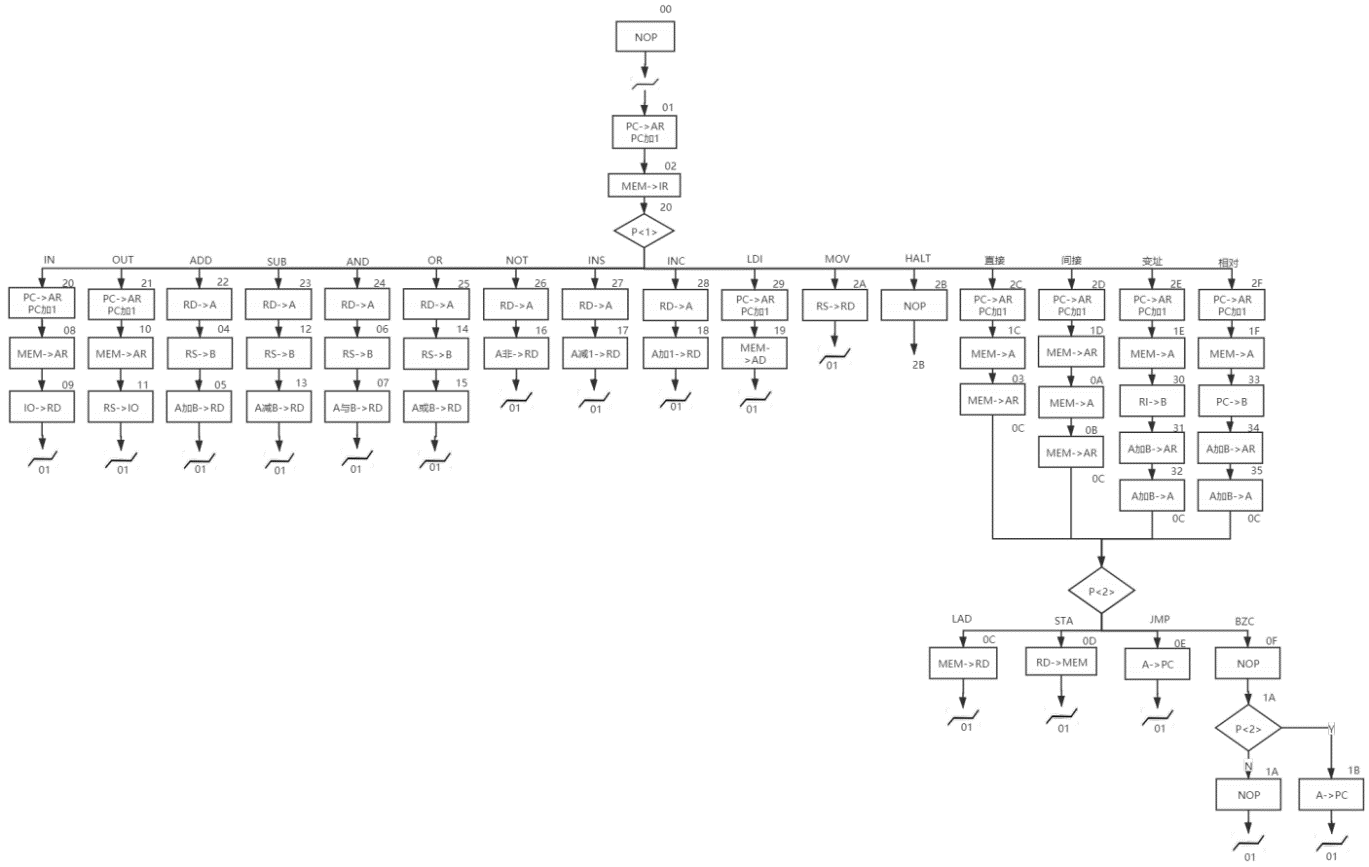 00
NOP
01
PC->AR
PC加1
02
MEM->IR
20
P<1>
IN OUT ADD SUB AND OR NOT INS INC LDI MOV HALT 直接 间接 变址 相对
20 21 22 23 24 25 26 27 28 29 2A 2B 2C 2D 2E 2F
PC->AR PC->AR RD->A RD->A RD->A RD->A RD->A RD->A RD->A PC->AR RS->RD NOP PC->AR PC->AR PC->AR PC->AR
PC加1 PC加1 PC加1 PC加1 PC加1 PC加1 PC加1
08 10 04 12 06 14 16 17 18 19 1C 1D 1E 1F
MEM->AR MEM->AR RS->B RS->B RS->B RS->B A非->RD A减1->RD A加1->RD MEM- MEM->A MEM->AR MEM->A MEM->A
->AD
01 2B
09 11 05 13 07 15 03 0A 30 33
IO->RD RS->IO A加B->RD A减B->RD A与B->RD A或B->RD MEM->AR MEM->A RI->B PC->B
01 01 01 01
0C 0B 31 34
MEM->AR A加B->AR A加B->AR
01 01 01 01 01 01
0C 32 35
A加B->A A加B->A
0C 0C
P<2>
LAD STA JMP BZC
0C 0D 0E 0F
MEM->RD RD->MEM A->PC NOP
01 01 01
1A
P<2>
Y
N
1A 1B
NOP A->PC
01 01